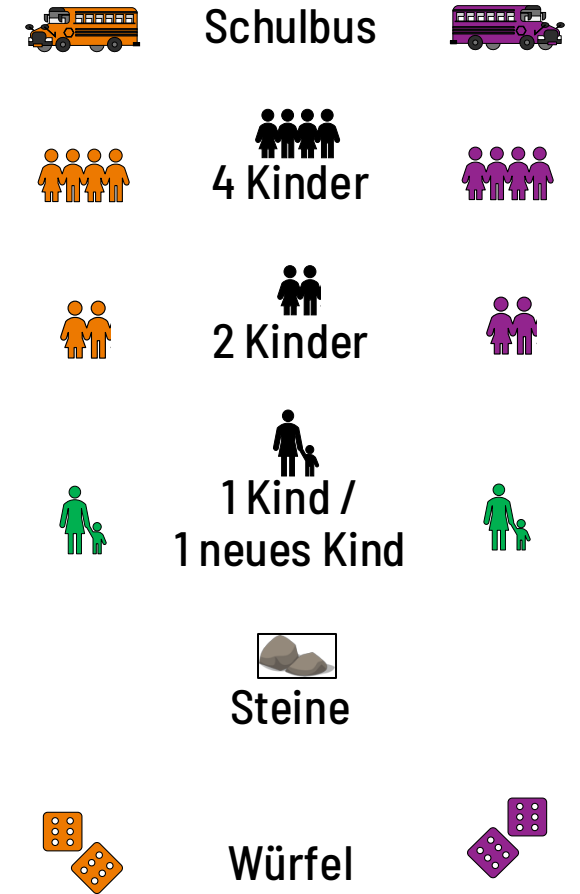 Schulbus
4 Kinder
2 Kinder
1 Kind /
1 neues Kind
Steine
Würfel